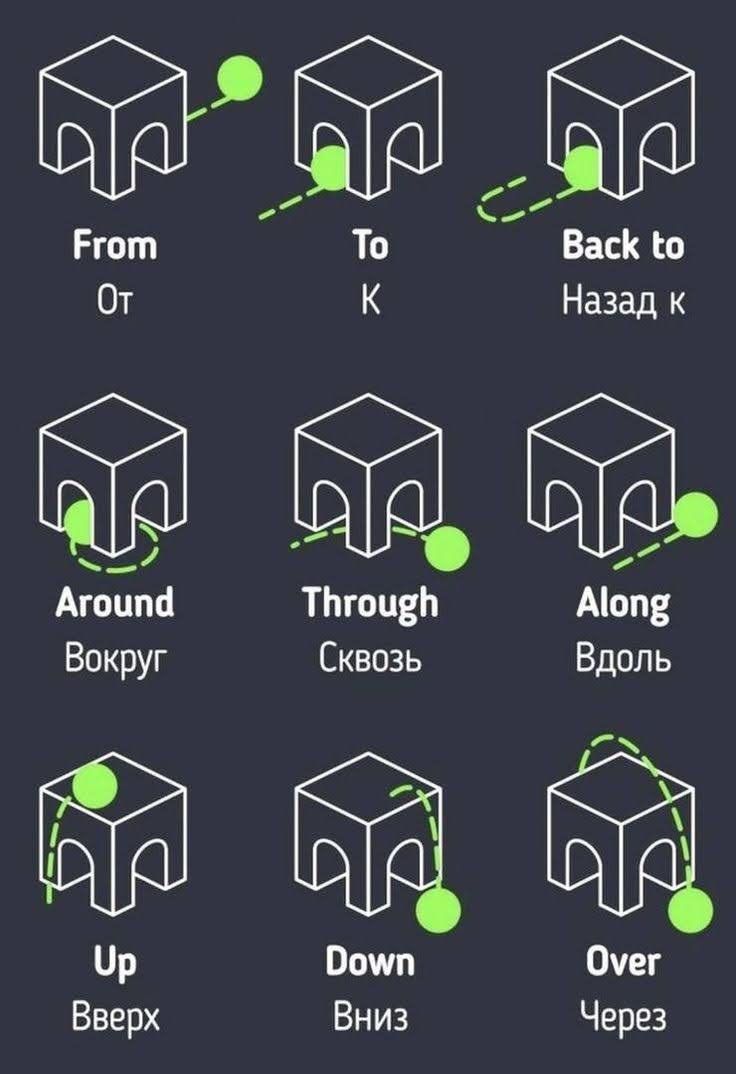 From
To
Back to
От
К
Назад к
Around
Through
Along
Вокруг
Сквозь
Вдоль
Up
Down
Over
Вверх
Вниз
Через